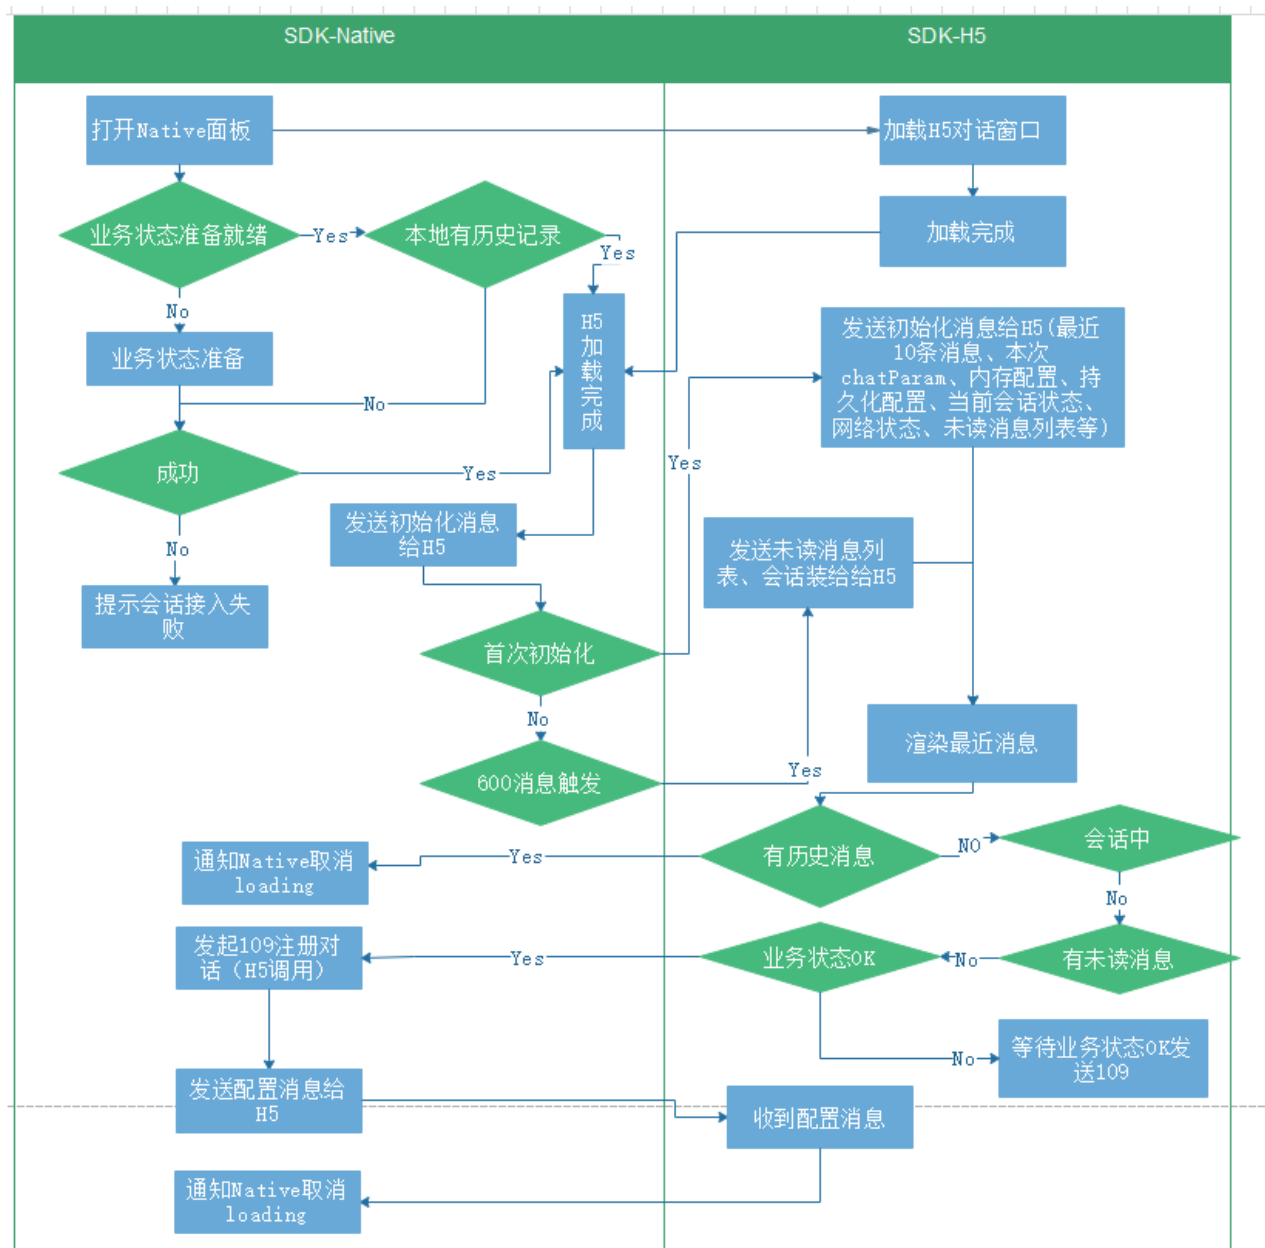 SDK-Native
SDK-H5
打开Native面板
加载H5对话窗口
业务状态准备就绪
Yes
本地有历史记录
Yes
加载完成
No
业务状态准备
H5
加
载
完
成
发送初始化消息给H5(最近
10条消息、本次
chatParam、内存配置、持
久化配置、当前会话状态、
网络状态、未读消息列表等)
No
成功
Yes
Yes
发送初始化消息
给H5
No
提示会话接入失
败
发送未读消息列
表、会话装给给H5
首次初始化
No
渲染最近消息
600消息触发
Yes
有历史消息
NO
会话中
Yes
通知Native取消
loading
No
发起109注册对
话（H5调用）
Yes
业务状态OK
No
有未读消息
No
等待业务状态OK发
送109
发送配置消息给
H5
收到配置消息
通知Native取消
loading